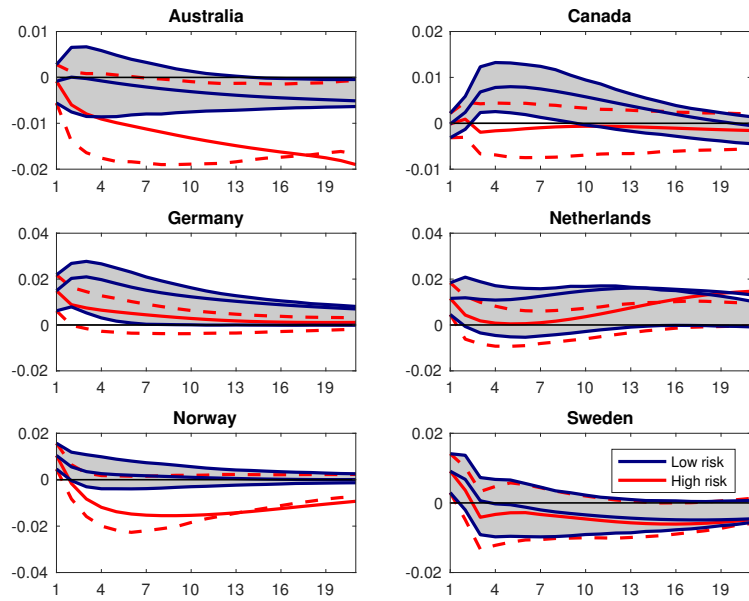 Australia
0.01
0
-0.01
-0.02
1 4 7 10 13 16 19
Canada
0.02
0.01
0
-0.01
1 4 7 10 13 16 19
Germany
0.04
0.02
0
-0.02
1 4 7 10 13 16 19
Netherlands
0.04
0.02
0
-0.02
1 4 7 10 13 16 19
Norway
0.02
0
-0.02
-0.04
1 4 7 10 13 16 19
Sweden
0.02
0
-0.02
1 4 7 10 13 16 19
Low risk
High risk